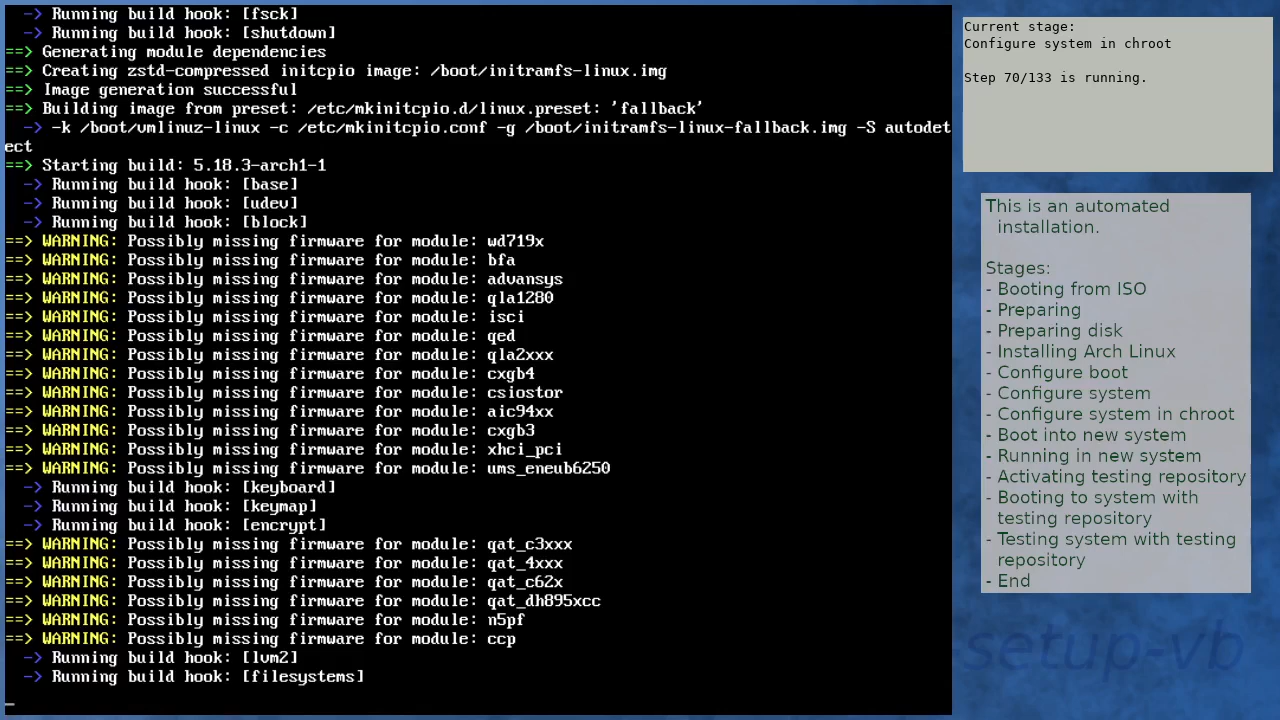 -> Running build hook: [fsck]
-> Running build hook: [shutdown]
==> Generating module dependencies
==> Creating zstd-compressed initcpio image: /boot/initramfs-linux.img
==> Image generation successful
==> Building image from preset: /etc/mkinitcpio.d/linux.preset: 'fallback'
-> -k /boot/vmlinuz-linux -c /etc/mkinitcpio.conf -g /boot/initramfs-linux-fallback.img -S autodet
ect
==> Starting build: 5.18.3-arch1-1
-> Running build hook: [base]
-> Running build hook: [udev]
-> Running build hook: [block]
==> WARNING: Possibly missing firmware for module: wd719x
==> WARNING: Possibly missing firmware for module: bfa
==> WARNING: Possibly missing firmware for module: advansys
==> WARNING: Possibly missing firmware for module: qla1280
==> WARNING: Possibly missing firmware for module: isci
==> WARNING: Possibly missing firmware for module: qed
==> WARNING: Possibly missing firmware for module: qla2xxx
==> WARNING: Possibly missing firmware for module: cxgb4
==> WARNING: Possibly missing firmware for module: csiostor
==> WARNING: Possibly missing firmware for module: aic94xx
==> WARNING: Possibly missing firmware for module: cxgb3
==> WARNING: Possibly missing firmware for module: xhci_pci
==> WARNING: Possibly missing firmware for module: ums_eneub6250
-> Running build hook: [keyboard]
-> Running build hook: [keymap]
-> Running build hook: [encrypt]
==> WARNING: Possibly missing firmware for module: qat_c3xxx
==> WARNING: Possibly missing firmware for module: qat_4xxx
==> WARNING: Possibly missing firmware for module: qat_c62x
==> WARNING: Possibly missing firmware for module: qat_dh895xcc
==> WARNING: Possibly missing firmware for module: n5pf
==> WARNING: Possibly missing firmware for module: ccp
-> Running build hook: [lvm2]
-> Running build hook: [filesystems]
_
Current stage:
Configure system in chroot
Step 70/133 is running.
This is an automated
installation.
Stages:
- Booting from ISO
- Preparing
- Preparing disk
- Installing Arch Linux
- Configure boot
- Configure system
- Configure system in chroot
- Boot into new system
- Running in new system
- Activating testing repository
- Booting to system with
testing repository
- Testing system with testing
repository
- End
setup-vb